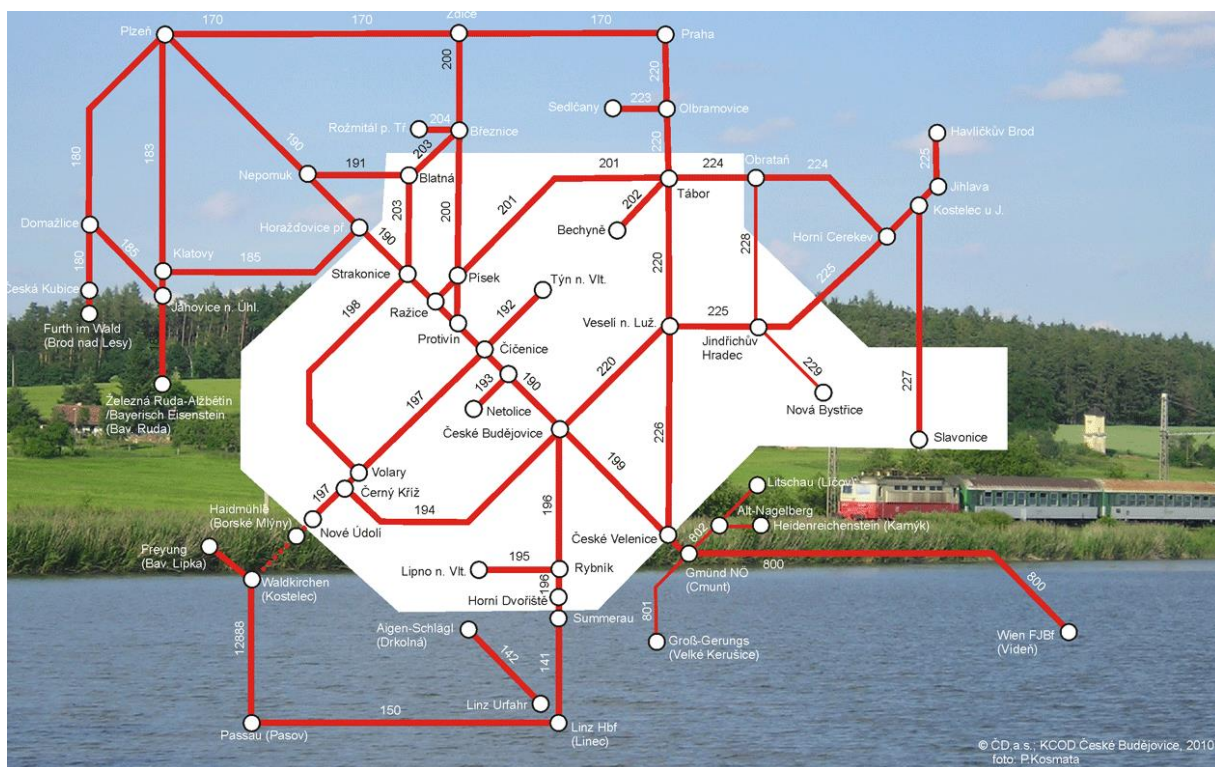 170
170
Zdice
170
Plzeň
Praha
200
220
Sedlčany
223
Olbramovice
Rožmitál p. Tř.
204
Březnice
Havlíčkův Brod
180
183
190
191
203
220
201
224
Obrataň
224
225
Nepomuk
Blatná
Tábor
Jihlava
203
200
201
202
Kostelec u J.
Domažlice
Horažďovice př.
Bechyně
228
Horní Cerekev
185
190
180
Klatovy
185
Strakonice
Písek
Týn n. Vlt.
220
225
Česká Kubice
Janovice n. Úhl.
Ražice
192
Furth im Wald
(Brod nad Lesy)
198
Protivín
Veselí n. Luž.
225
Jindřichův
Hradec
Číčenice
220
229
227
193
190
Železná Ruda-Alžbětín
/Bayerisch Eisenstein
(Bav. Ruda)
197
Netolice
Nová Bystřice
České Budějovice
226
Slavonice
199
Volary
197
Černý Kříž
Litschau (Ličov)
Haidmühle
(Borské Mlýny)
194
196
Alt-Nagelberg
Nové Údolí
Heidenreichenstein (Kamýk)
802
Freyung
(Bav. Lipka)
České Velenice
195
Gmünd NÖ
(Cmunt)
800
800
Waldkirchen
(Kostelec)
Lipno n. Vlt.
Rybník
196
Horní Dvořiště
801
Summerau
12888
Aigen-Schlägl
(Drkolná)
Groß-Gerungs
(Velké Kerušice)
Wien FJBf
(Vídeň)
142
141
Linz Urfahr
150
Passau (Pasov)
Linz Hbf
(Linec)
© ČD,a.s.; KCOD České Budějovice, 2010
foto: P.Kosmata